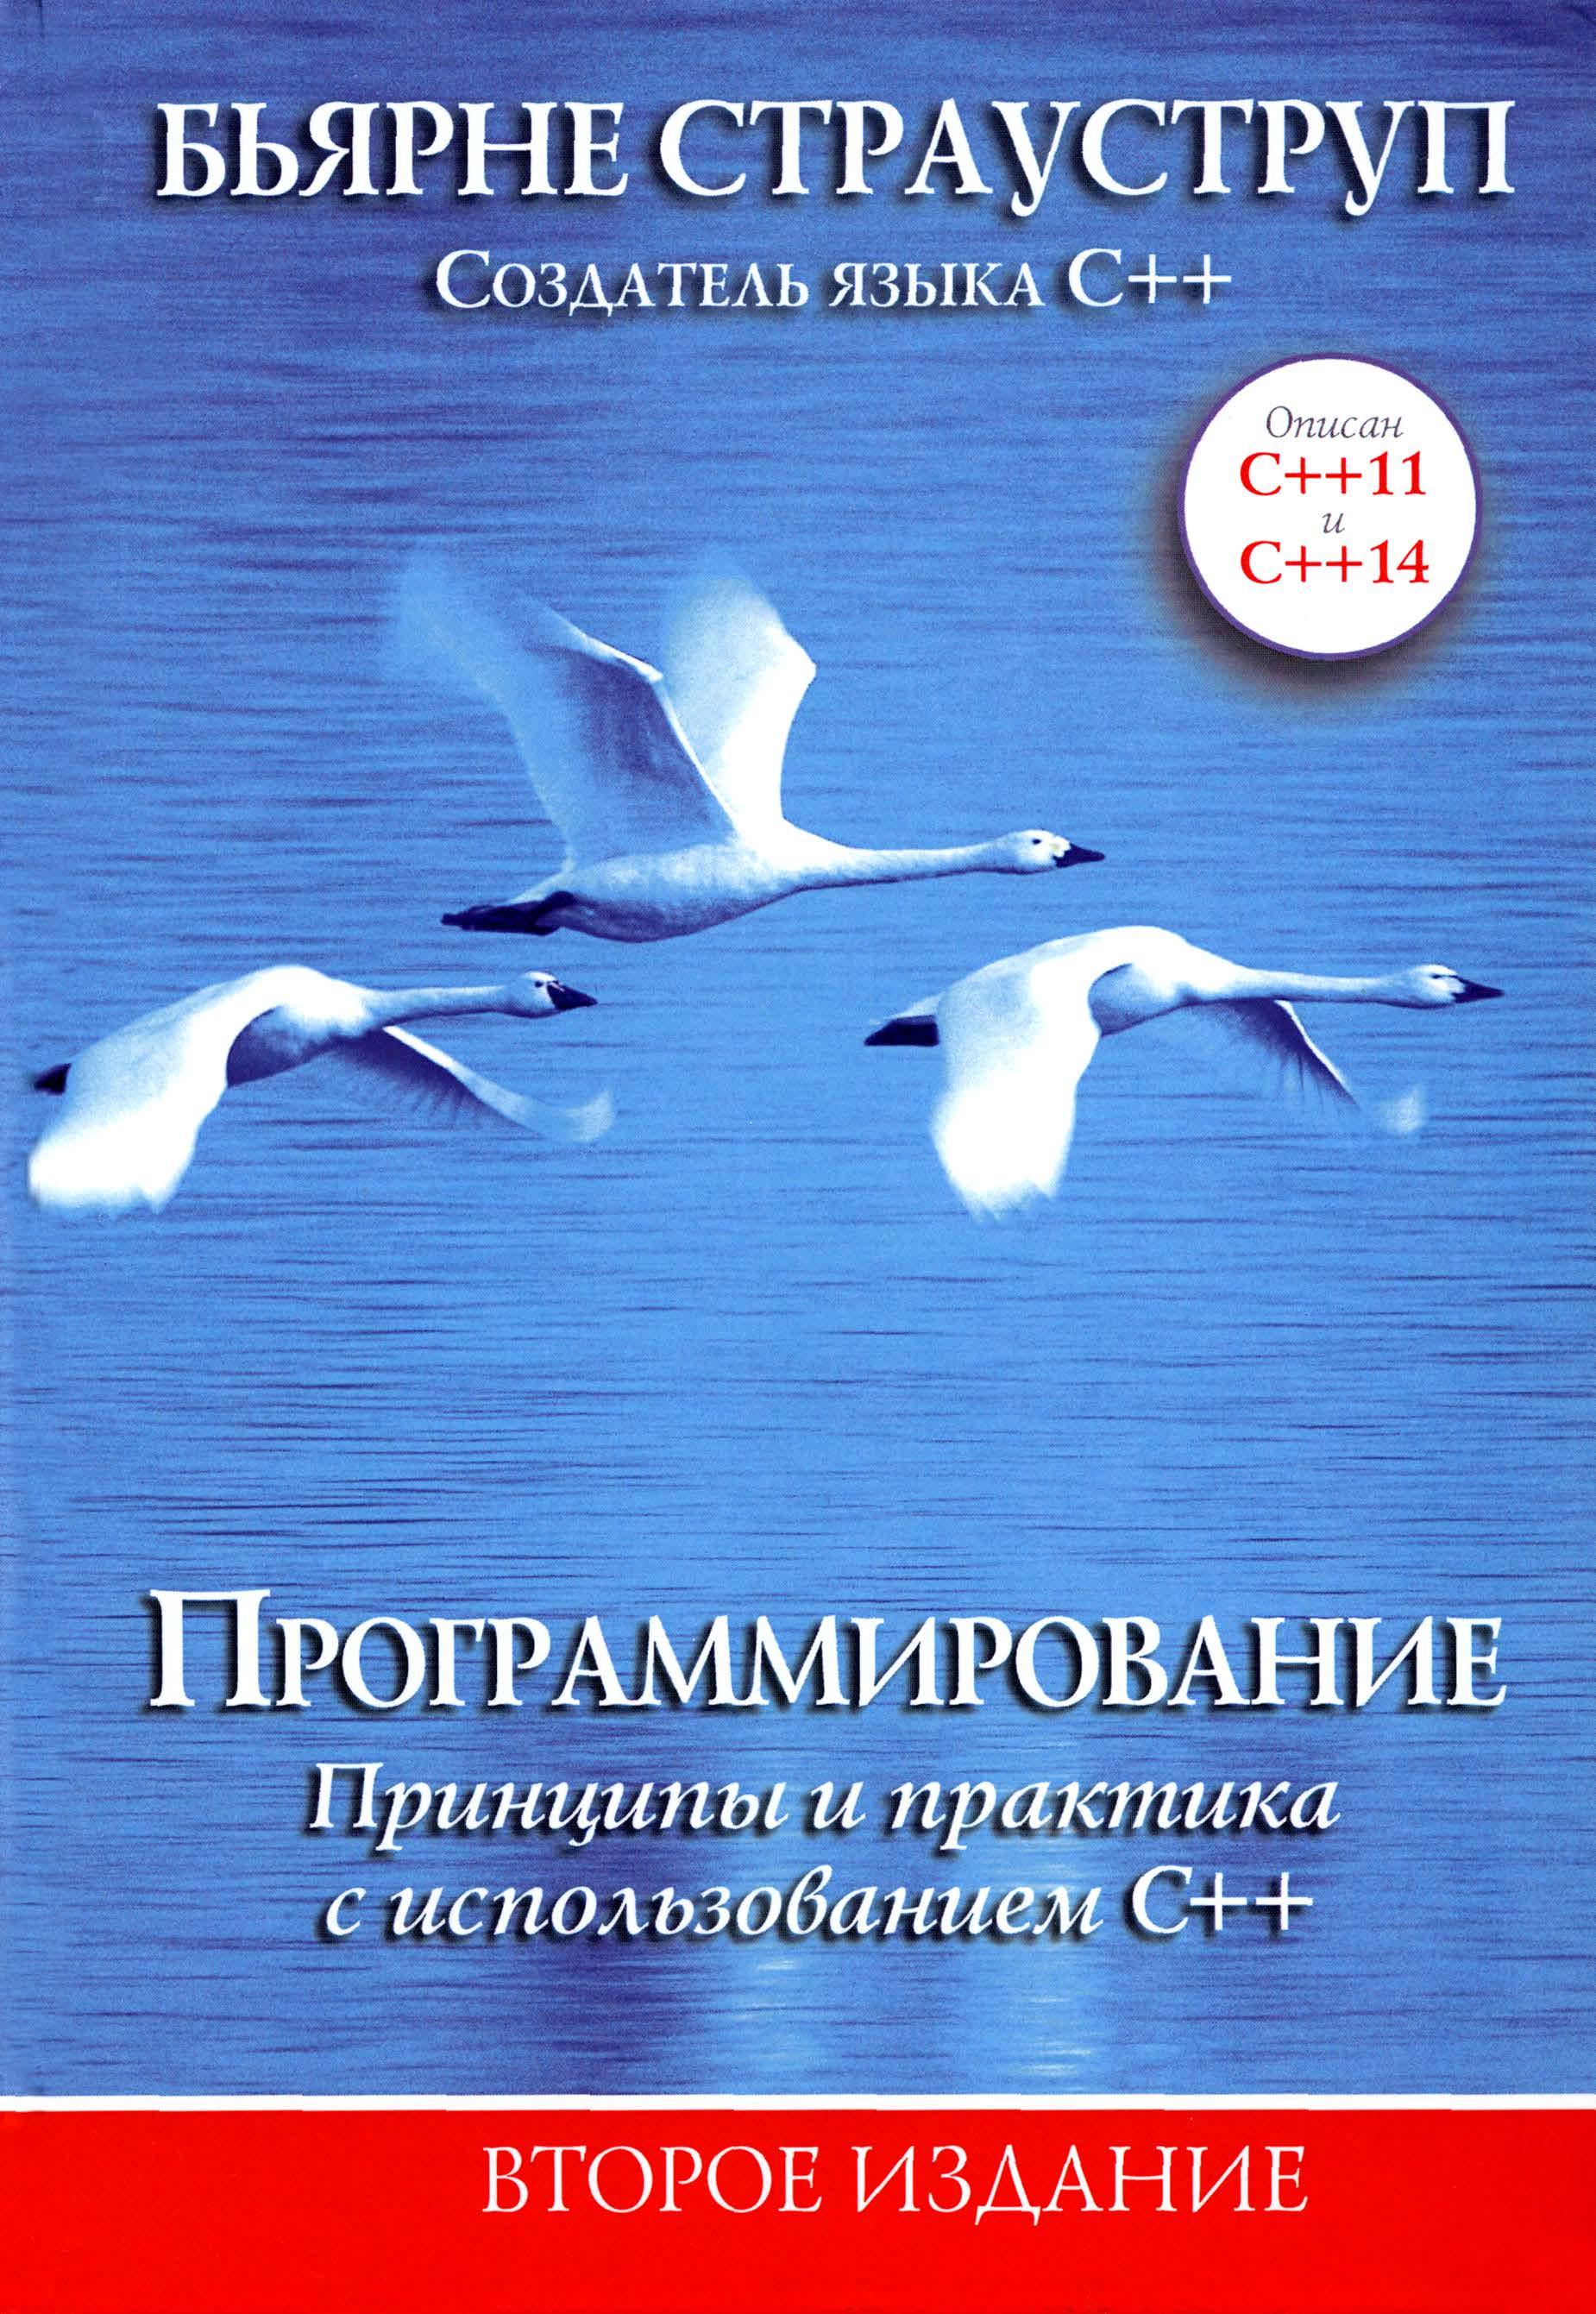 БЬЯРНЕ СТРАУСТРУП
СОЗДАТЕЛЬ ЯЗЫКА C++
Описан
C++11
и
C++14
ПРОГРАММИРОВАНИЕ
Принципы и практика
с использованием C++
ВТОРОЕ ИЗДАНИЕ